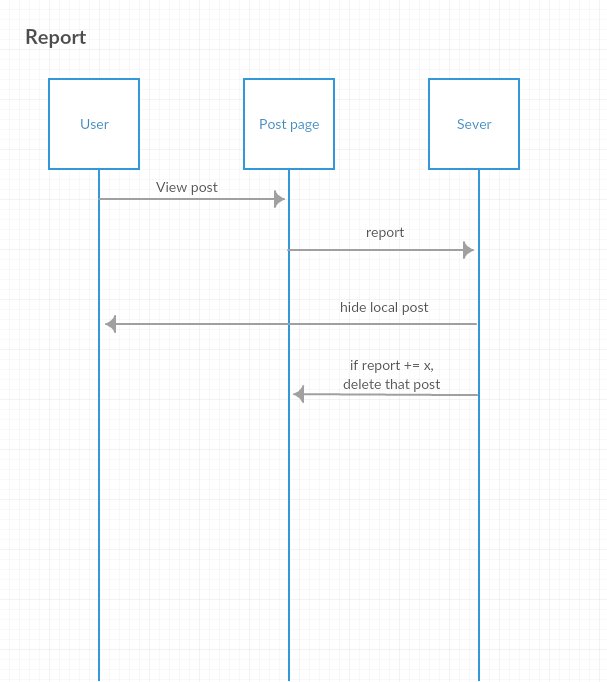 Report
User
Post page
Sever
View post
report
hide local post
if report += x,
delete that post